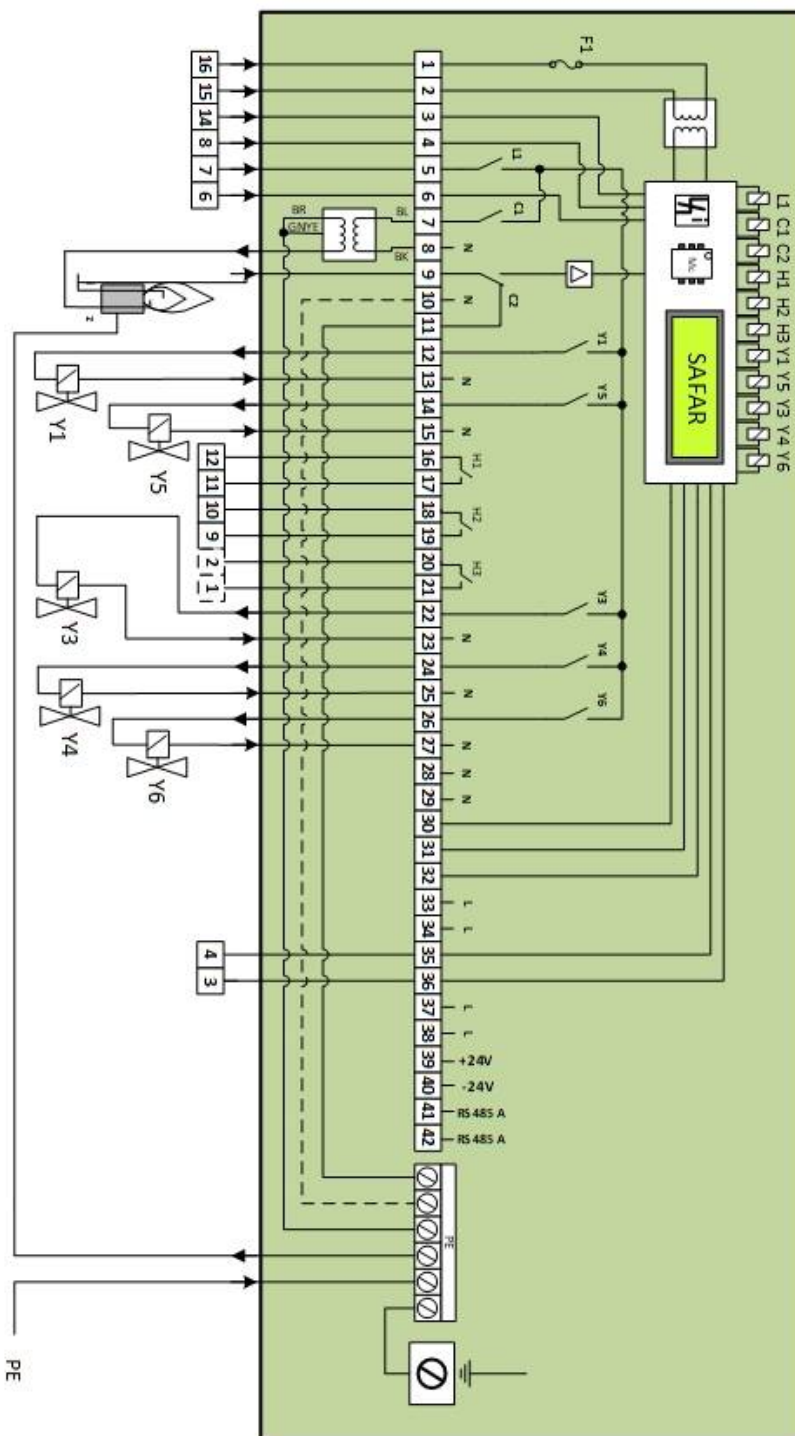 L1 C1 C2 H1 H2 H3 Y1 Y5 Y3 Y4 Y6
SAFAR
Mc
F1
Y1 Y5 Y3 Y4 Y6
L1 C1 C2
H1 H2 H3
N N N N N N N N N L L L L +24V -24V RS485 A RS485 A
1 2 3 4 5 6 7 8 9 10 11 12 13 14 15 16 17 18 19 20 21 22 23 24 25 26 27 28 29 30 31 32 33 34 35 36 37 38 39 40 41 42
PE
BL BK
BR GNYE
16 15 14 8 7 6 12 11 10 9 2 1 4 3
z
Y5 Y6
Y1 Y3 Y4
PE